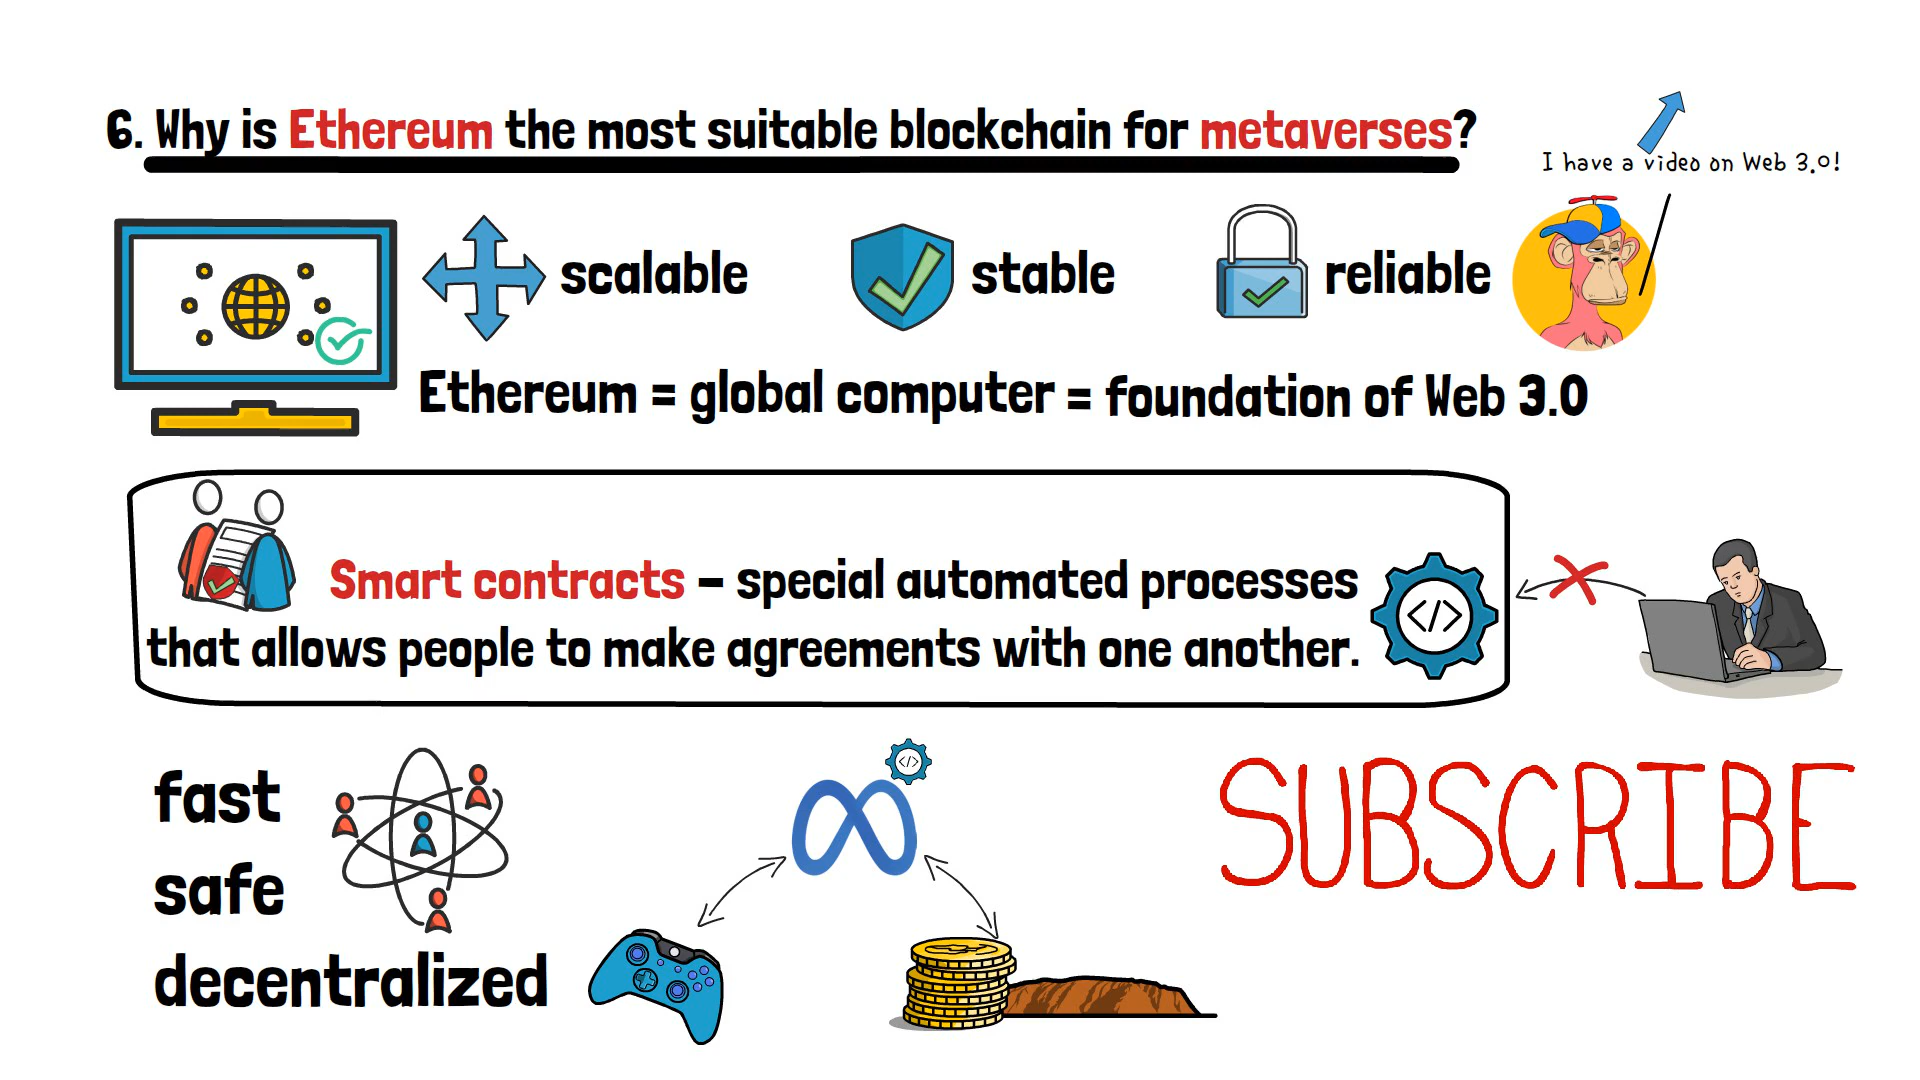 6. Why is Ethereum the most suitable blockchain for metaverses?
I have a video on Web 3.0!
scalable
stable
reliable
Ethereum = global computer = foundation of Web 3.0
Smart contracts – special automated processes
that allows people to make agreements with one another.
</>
fast
safe
decentralized
</>
SUBSCRIBE